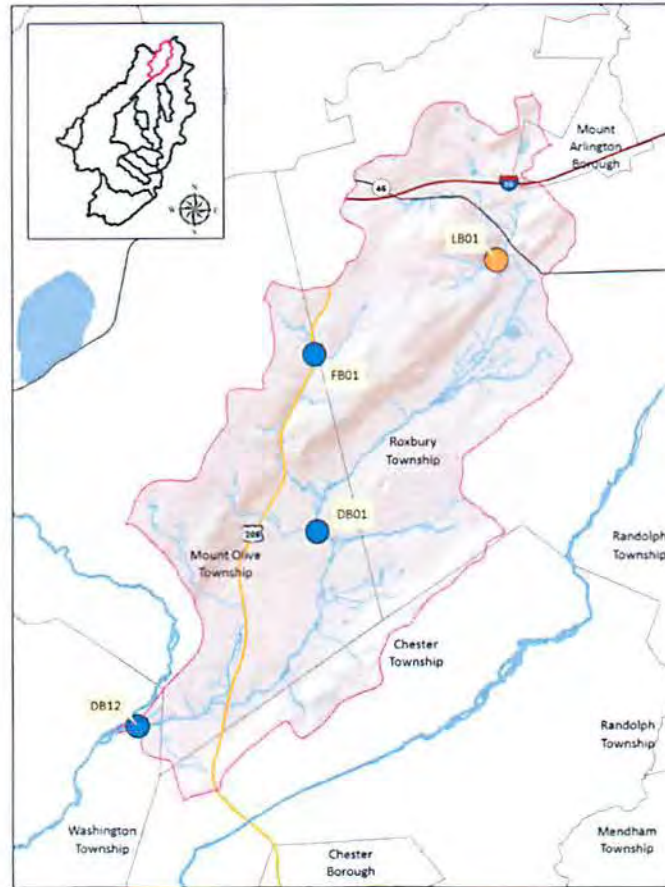 N
E
S
Mount
Arlington
Borough
46
80
LB01
FB01
Roxbury
Township
DB01
206
Mount Olive
Township
Randolph
Township
Chester
Township
DB12
Randolph
Township
Washington
Township
Chester
Borough
Mendham
Township